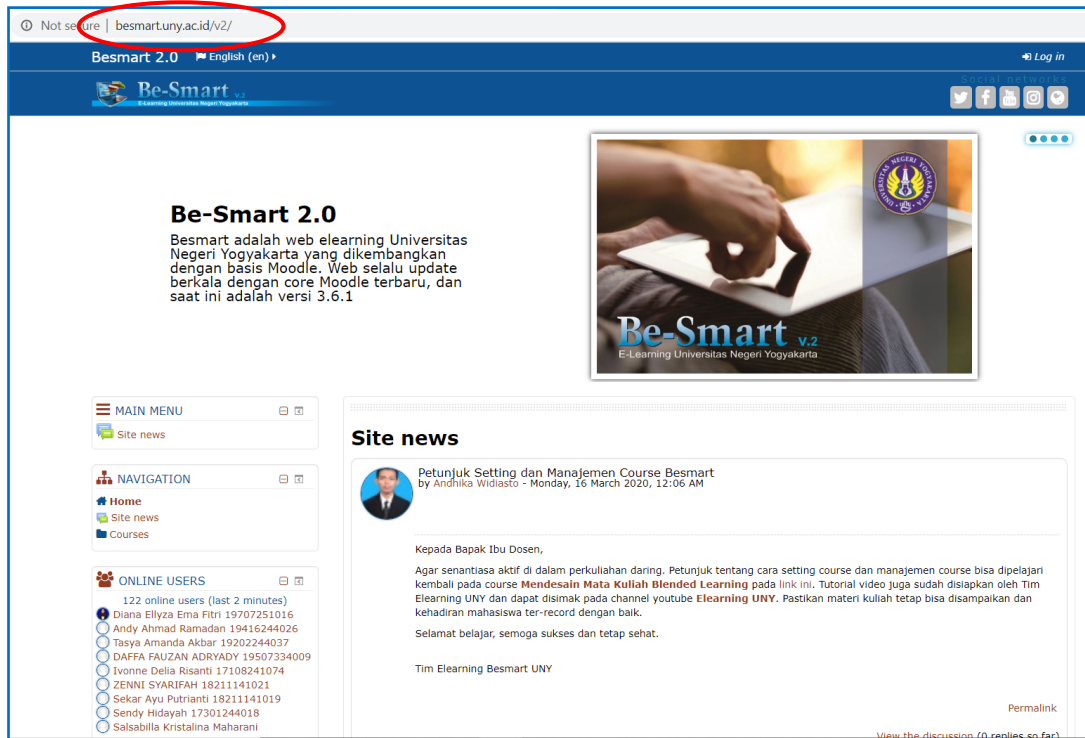 Not secure | besmart.uny.ac.id/v2/
Besmart 2.0 English (en)
Log in
Be-Smart v.2
E-Learning Universitas Negeri Yogyakarta
Social networks
Be-Smart 2.0
Besmart adalah web elearning Universitas
Negeri Yogyakarta yang dikembangkan
dengan basis Moodle. Web selalu update
berkala dengan core Moodle terbaru, dan
saat ini adalah versi 3.6.1
UNIVERSITAS NEGERI YOGYAKARTA
UNY
Be-Smart v.2
E-Learning Universitas Negeri Yogyakarta
MAIN MENU
Site news
NAVIGATION
Home
Site news
Courses
ONLINE USERS
122 online users (last 2 minutes)
Diana Ellyza Ema Fitri 19707251016
Andy Ahmad Ramadan 19416244026
Tasya Amanda Akbar 19202244037
DAFFA FAUZAN ADRYADY 19507334009
Ivonne Delia Risanti 17108241074
ZENNI SYARIFAH 18211141021
Sekar Ayu Putrianti 18211141019
Sendy Hidayah 17301244018
Salsabilla Kristalina Maharani
Site news
Petunjuk Setting dan Manajemen Course Besmart
by Andhika Widiasto - Monday, 16 March 2020, 12:06 AM
Kepada Bapak Ibu Dosen,
Agar senantiasa aktif di dalam perkuliahan daring. Petunjuk tentang cara setting course dan manajemen course bisa dipelajari
kembali pada course Mendesain Mata Kuliah Blended Learning pada link ini. Tutorial video juga sudah disiapkan oleh Tim
Elearning UNY dan dapat disimak pada channel youtube Elearning UNY. Pastikan materi kuliah tetap bisa disampaikan dan
kehadiran mahasiswa ter-record dengan baik.
Selamat belajar, semoga sukses dan tetap sehat.
Tim Elearning Besmart UNY
Permalink
View the discussion (0 replies so far)